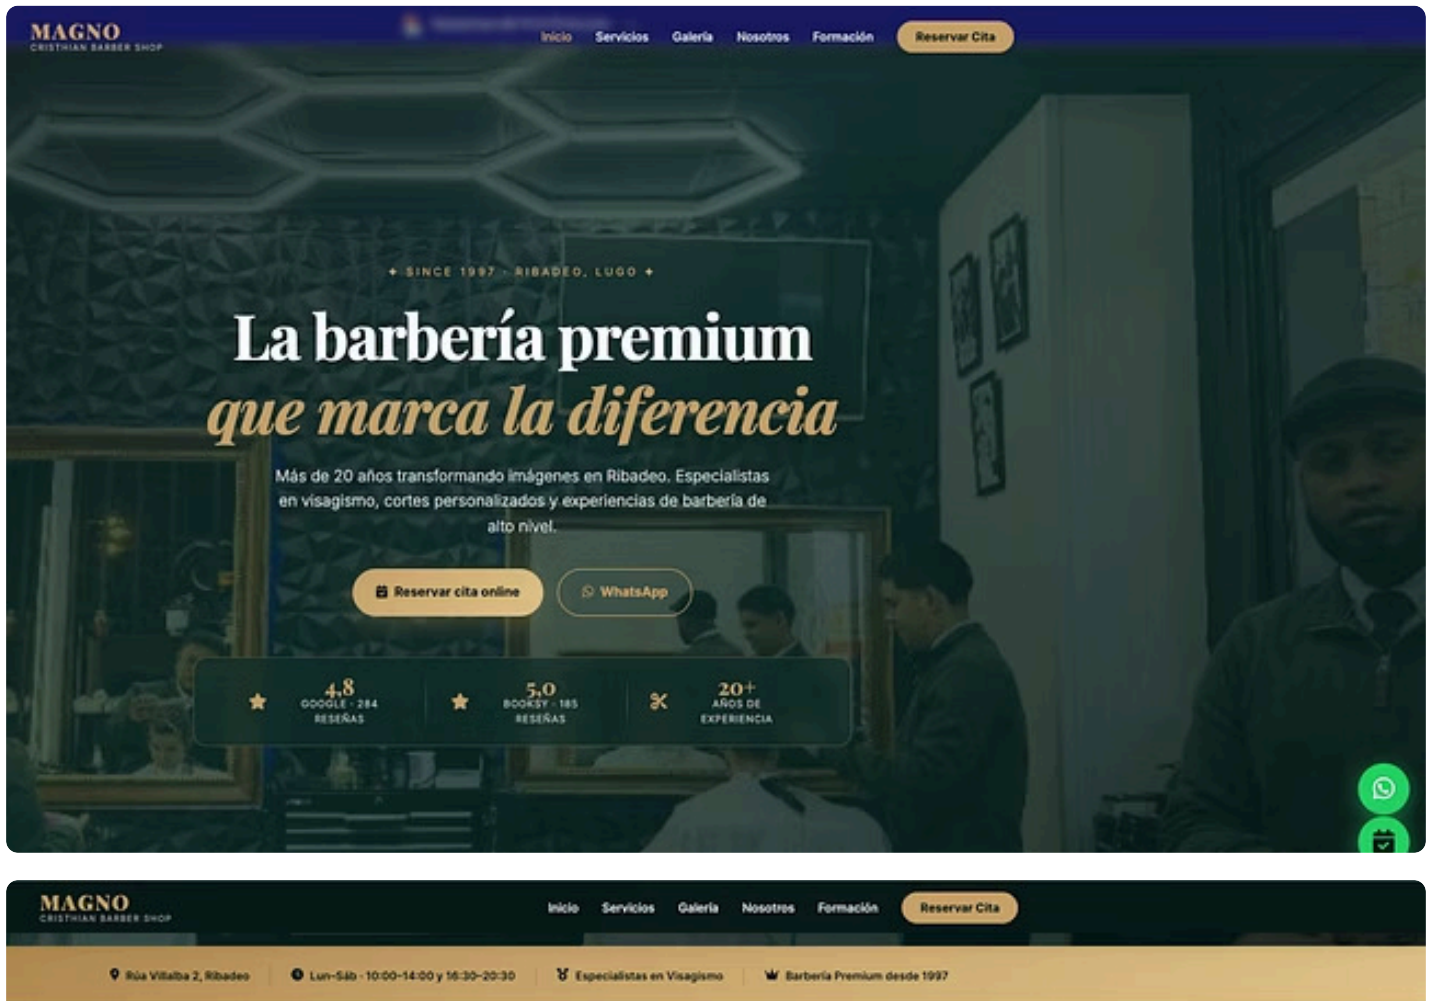 MAGNO
CRISTHIAN BARBER SHOP
Inicio Servicios Galería Nosotros Formación Reservar Cita
✦ SINCE 1997 · RIBADEO, LUGO ✦
La barbería premium
que marca la diferencia
Más de 20 años transformando imágenes en Ribadeo. Especialistas
en visagismo, cortes personalizados y experiencias de barbería de
alto nivel.
Reservar cita online WhatsApp
4,8
GOOGLE · 284
RESEÑAS
5,0
BOOKSY · 185
RESEÑAS
20+
AÑOS DE
EXPERIENCIA
MAGNO
CRISTHIAN BARBER SHOP
Inicio Servicios Galería Nosotros Formación Reservar Cita
Rúa Villalba 2, Ribadeo Lun–Sáb · 10:00–14:00 y 16:30–20:30 Especialistas en Visagismo Barbería Premium desde 1997